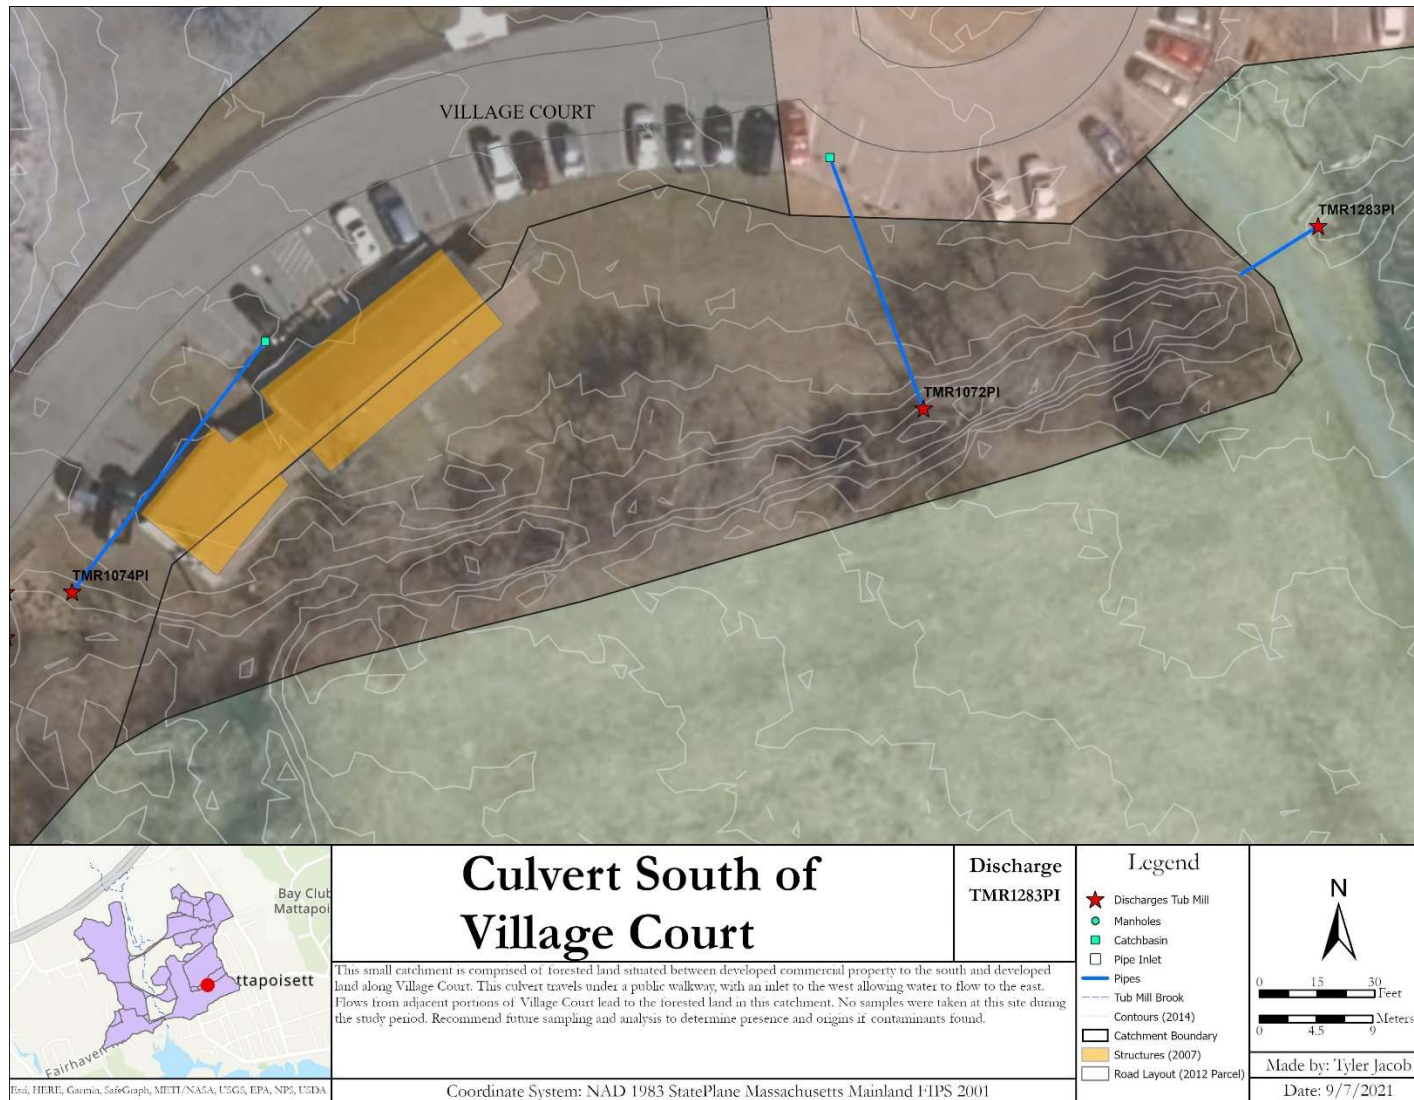 VILLAGE COURT
TMR1283PI
TMR1072PI
TMR1074PI
Bay Club
Mattapoi
ttapoisett
Fairhaven
Esri, HERE, Garmin, SafeGraph, METI/NASA, USGS, EPA, NPS, USDA
Culvert South of
Village Court
This small catchment is comprised of forested land situated between developed commercial property to the south and developed
land along Village Court. This culvert travels under a public walkway, with an inlet to the west allowing water to flow to the east.
Flows from adjacent portions of Village Court lead to the forested land in this catchment. No samples were taken at this site during
the study period. Recommend future sampling and analysis to determine presence and origins if contaminants found.
Coordinate System: NAD 1983 StatePlane Massachusetts Mainland FIPS 2001
Discharge
TMR1283PI
Legend
Discharges Tub Mill
Manholes
Catchbasin
Pipe Inlet
Pipes
Tub Mill Brook
Contours (2014)
Catchment Boundary
Structures (2007)
Road Layout (2012 Parcel)
N
0 15 30
Feet
Meters
0 4.5 9
Made by: Tyler Jacob
Date: 9/7/2021